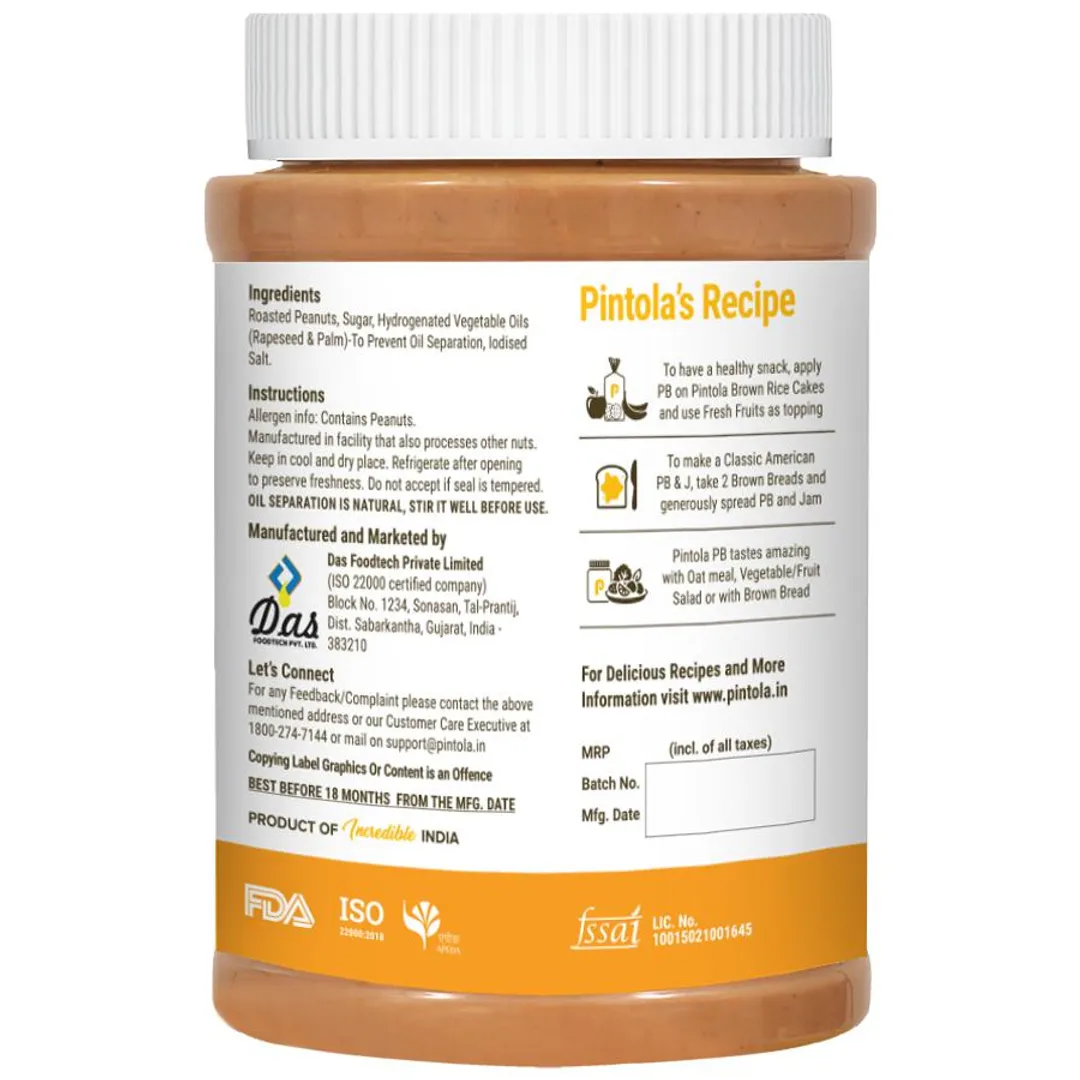 Ingredients
Roasted Peanuts, Sugar, Hydrogenated Vegetable Oils
(Rapeseed & Palm)-To Prevent Oil Separation, Iodised
Salt.
Instructions
Allergen info: Contains Peanuts.
Manufactured in facility that also processes other nuts.
Keep in cool and dry place. Refrigerate after opening
to preserve freshness. Do not accept if seal is tempered.
OIL SEPARATION IS NATURAL, STIR IT WELL BEFORE USE.
Manufactured and Marketed by
Das
FOODTECH PVT. LTD.
Das Foodtech Private Limited
(ISO 22000 certified company)
Block No. 1234, Sonasan, Tal-Prantij,
Dist. Sabarkantha, Gujarat, India -
383210
Let's Connect
For any Feedback/Complaint please contact the above
mentioned address or our Customer Care Executive at
1800-274-7144 or mail on support@pintola.in
Copying Label Graphics Or Content is an Offence
BEST BEFORE 18 MONTHS FROM THE MFG. DATE
PRODUCT OF Incredible INDIA
Pintola's Recipe
P
To have a healthy snack, apply
PB on Pintola Brown Rice Cakes
and use Fresh Fruits as topping
To make a Classic American
PB & J, take 2 Brown Breads and
generously spread PB and Jam
P
Pintola PB tastes amazing
with Oat meal, Vegetable/Fruit
Salad or with Brown Bread
For Delicious Recipes and More
Information visit www.pintola.in
MRP (incl. of all taxes)
Batch No.
Mfg. Date
FDA
ISO
22000:2018
एपीडा
APEDA
fssai
LIC. No.
10015021001645